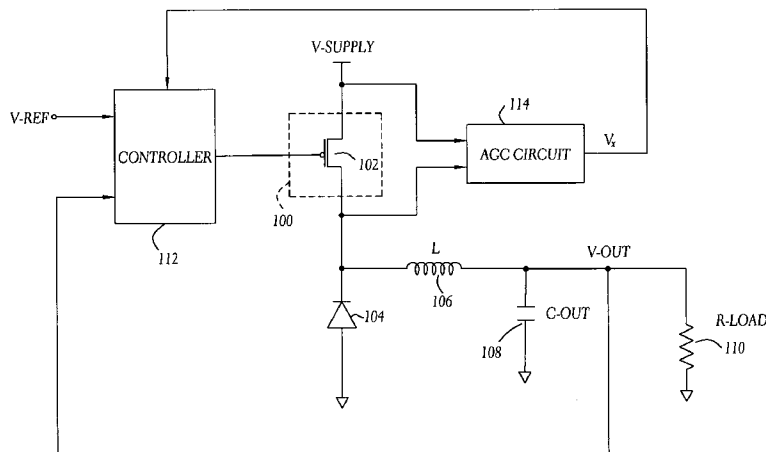 V-SUPPLY
114
V-REF
CONTROLLER
102
AGC CIRCUIT
Vx
100
112
L
V-OUT
106
104
C-OUT
108
R-LOAD
110